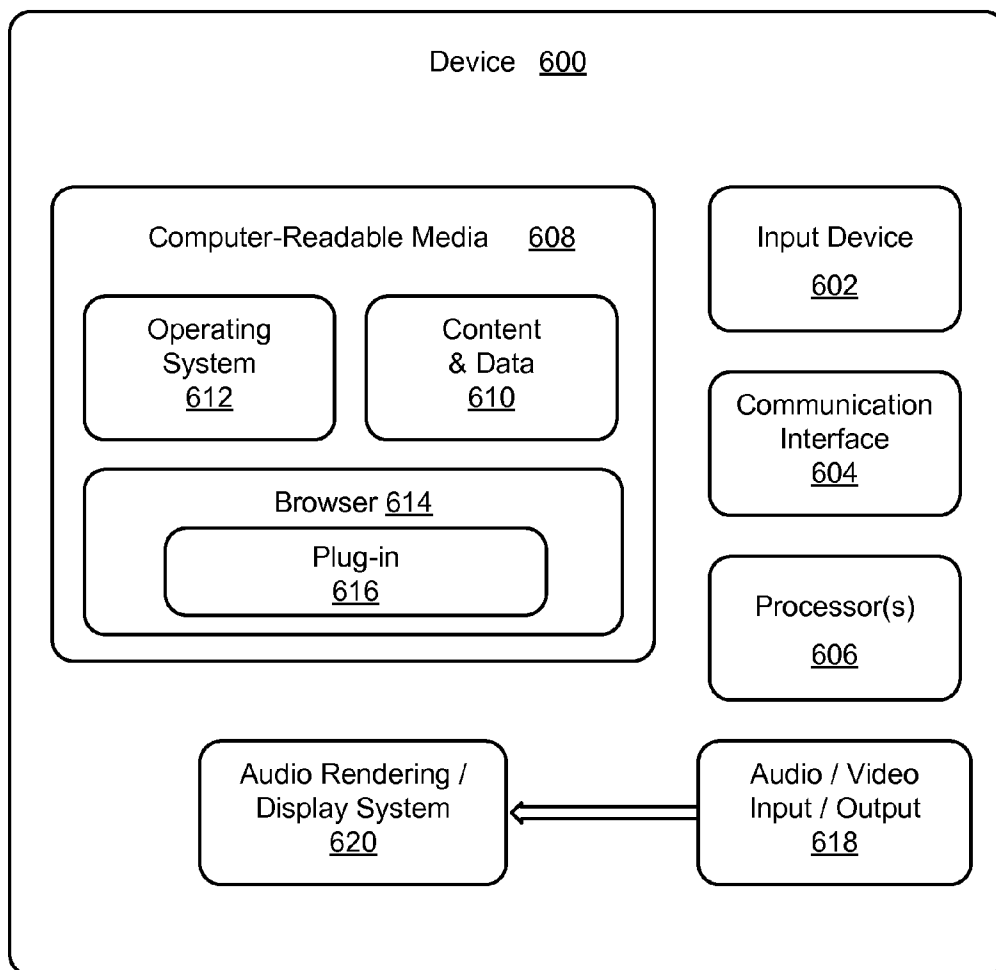 Device 600
Computer-Readable Media 608
Operating
System
612
Content
& Data
610
Browser 614
Plug-in
616
Input Device
602
Communication
Interface
604
Processor(s)
606
Audio Rendering /
Display System
620
Audio / Video
Input / Output
618